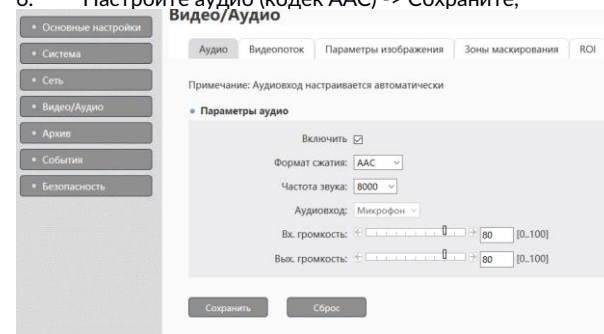 6. Настройте аудио (кодек AAC) -> Сохраните;
Видео/Аудио
• Основные настройки
• Система
• Сеть
• Видео/Аудио
• Архив
• События
• Безопасность
Аудио Видеопоток Параметры изображения Зоны маскирования ROI
Примечание: Аудиовход настраивается автоматически
• Параметры аудио
Включить
Формат сжатия: AAC
Частота звука: 8000
Аудиовход: Микрофон
Вх. громкость: 80 [0..100]
Вых. громкость: 80 [0..100]
Сохранить Сброс